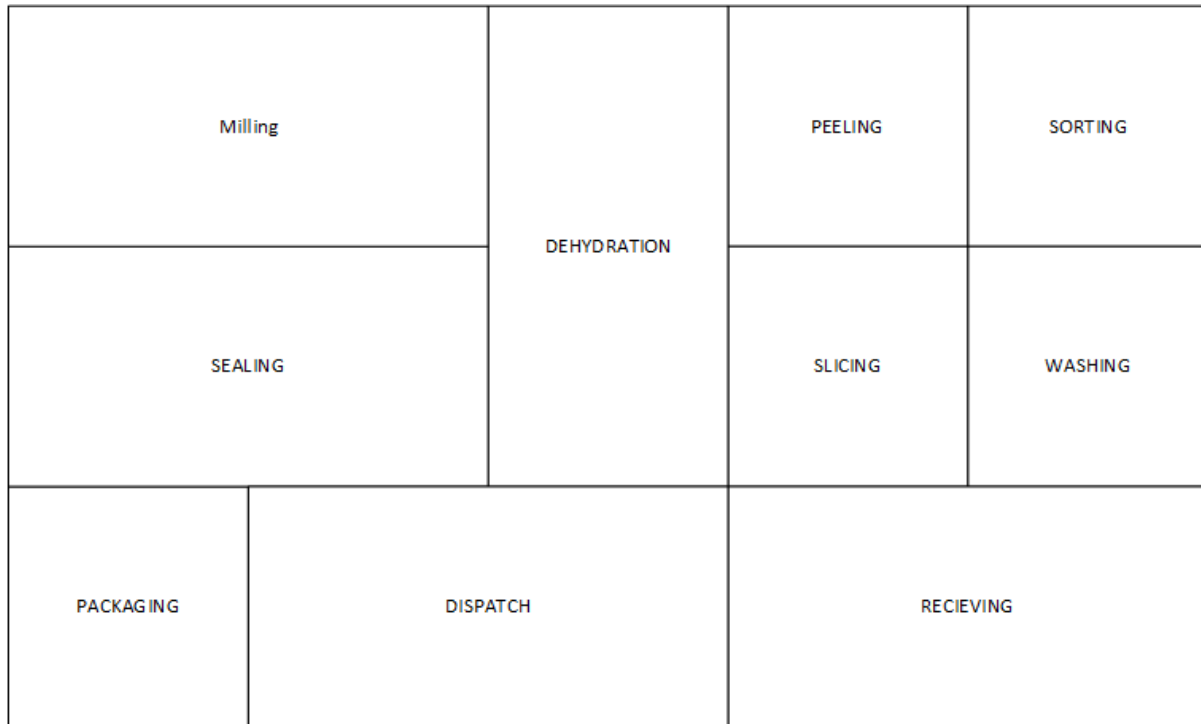 Milling
PEELING
SORTING
DEHYDRATION
SEALING
SLICING
WASHING
PACKAGING
DISPATCH
RECIEVING